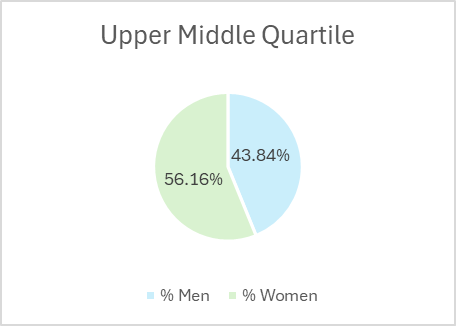 Upper Middle Quartile
43.84%
56.16%
% Men % Women